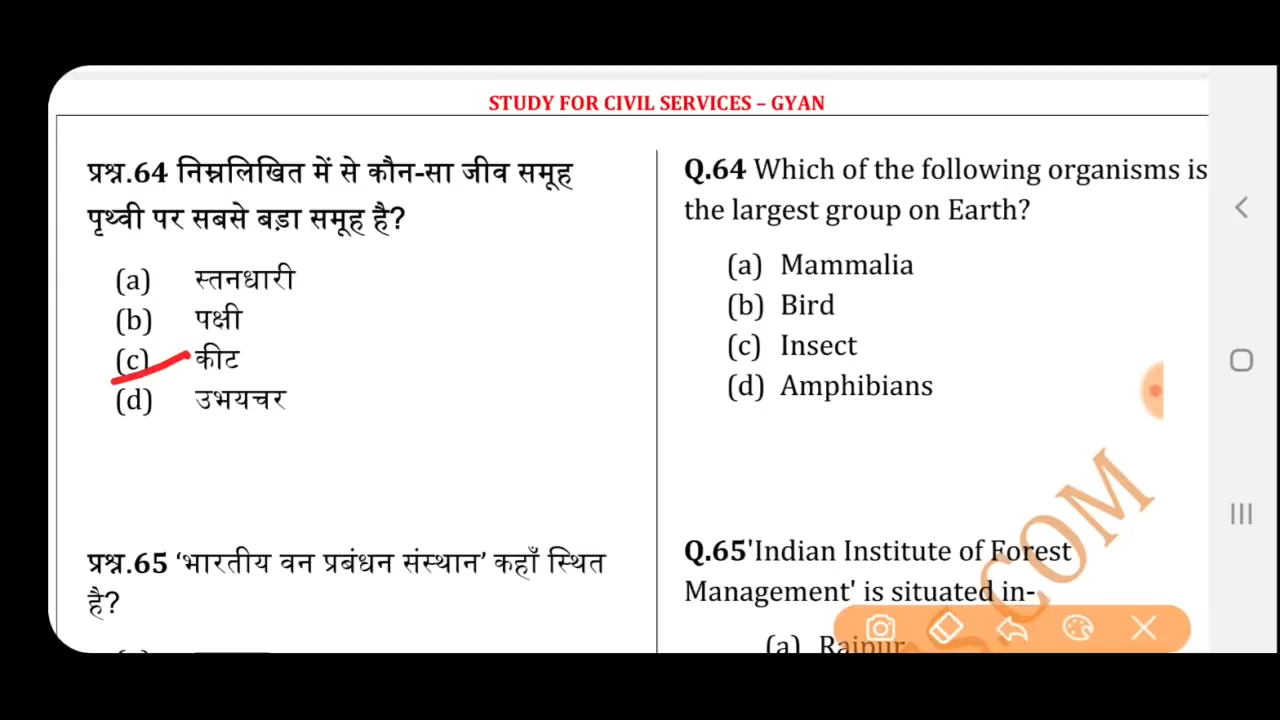 STUDY FOR CIVIL SERVICES – GYAN
प्रश्न.64 निम्नलिखित में से कौन-सा जीव समूह
पृथ्वी पर सबसे बड़ा समूह है?
(a) स्तनधारी
(b) पक्षी
(c) कीट
(d) उभयचर
प्रश्न.65 ‘भारतीय वन प्रबंधन संस्थान’ कहाँ स्थित
है?
Q.64 Which of the following organisms is
the largest group on Earth?
(a) Mammalia
(b) Bird
(c) Insect
(d) Amphibians
Q.65'Indian Institute of Forest
Management' is situated in-
(a) Raipur
S.COM